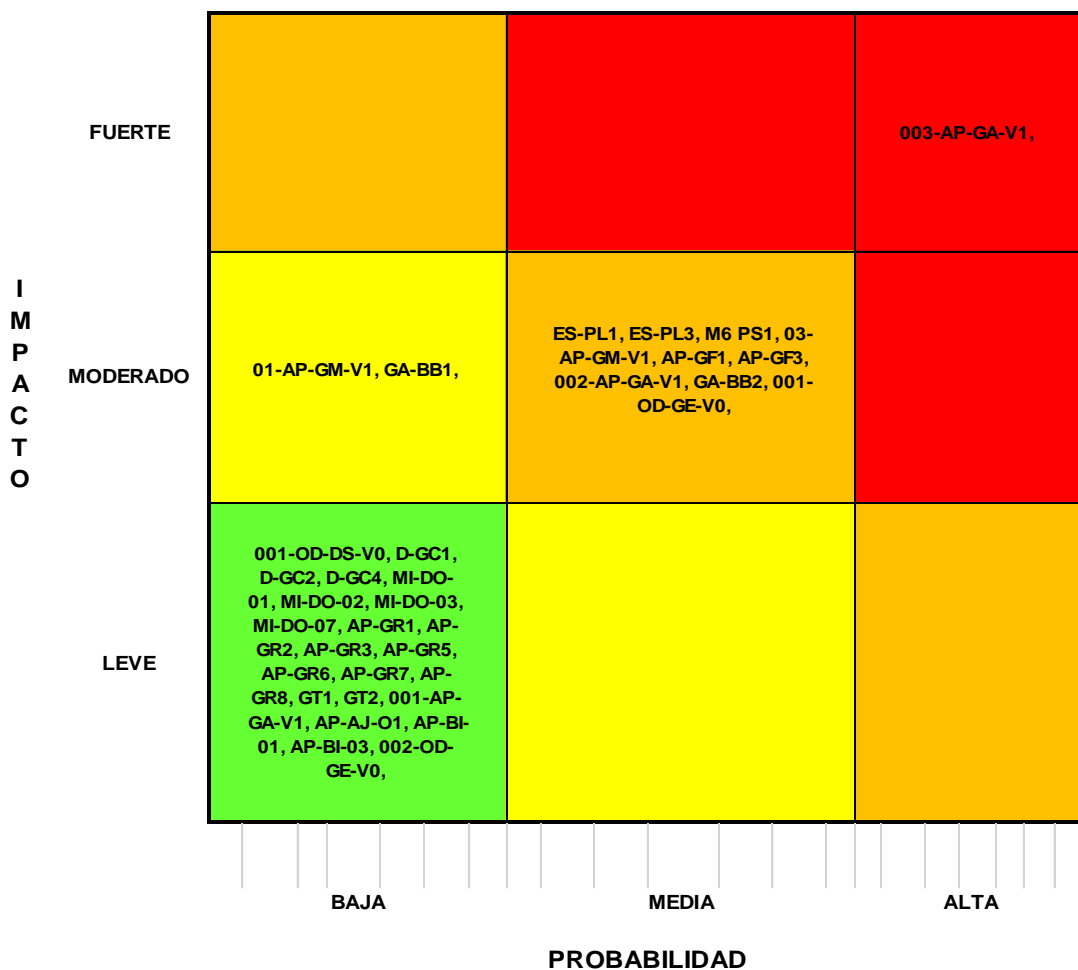 FUERTE
003-AP-GA-V1,
I
M
P
A
C
T
O
MODERADO
01-AP-GM-V1, GA-BB1,
ES-PL1, ES-PL3, M6 PS1, 03-
AP-GM-V1, AP-GF1, AP-GF3,
002-AP-GA-V1, GA-BB2, 001-
OD-GE-V0,
LEVE
001-OD-DS-V0, D-GC1,
D-GC2, D-GC4, MI-DO-
01, MI-DO-02, MI-DO-03,
MI-DO-07, AP-GR1, AP-
GR2, AP-GR3, AP-GR5,
AP-GR6, AP-GR7, AP-
GR8, GT1, GT2, 001-AP-
GA-V1, AP-AJ-O1, AP-BI-
01, AP-BI-03, 002-OD-
GE-V0,
BAJA
MEDIA
ALTA
PROBABILIDAD